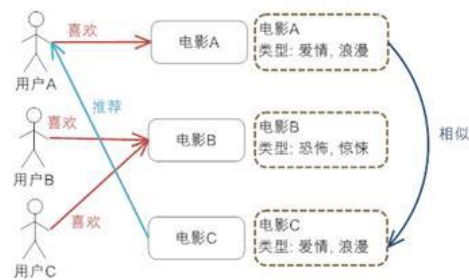 喜欢
电影A
电影A
类型: 爱情, 浪漫
用户A
推荐
喜欢
电影B
电影B
类型: 恐怖, 惊悚
相似
用户B
喜欢
电影C
电影C
类型: 爱情, 浪漫
用户C